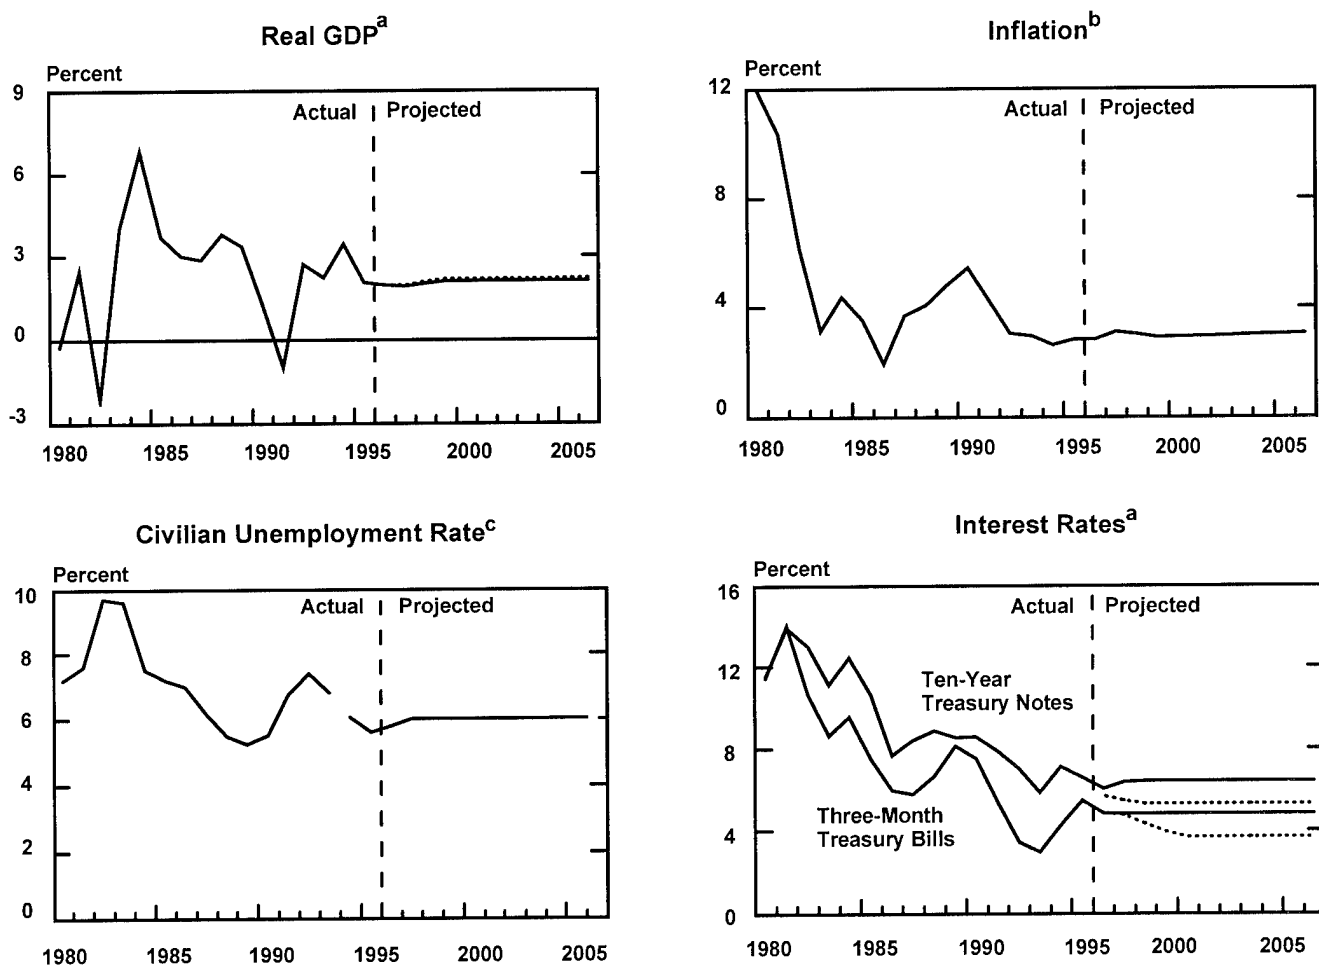 Real GDPa
Percent
9
6
3
0
-3
Actual
Projected
1980 1985 1990 1995 2000 2005
Inflationb
Percent
12
8
4
0
Actual
Projected
1980 1985 1990 1995 2000 2005
Civilian Unemployment Ratec
Percent
10
8
6
4
2
0
Actual
Projected
1980 1985 1990 1995 2000 2005
Interest Ratesa
Percent
16
12
8
4
0
Actual
Projected
Ten-Year
Treasury Notes
Three-Month
Treasury Bills
1980 1985 1990 1995 2000 2005